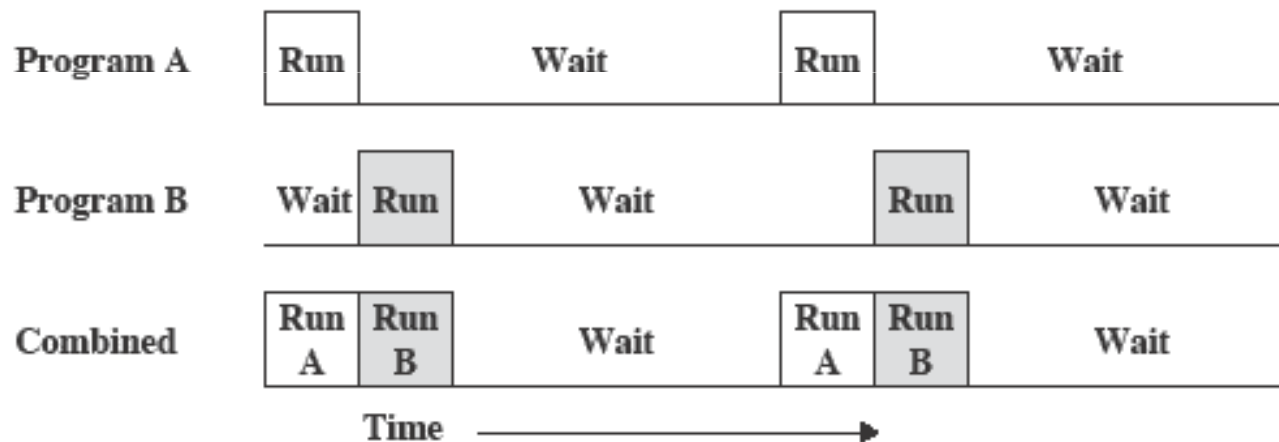 Program A Run Wait Run Wait
Program B Wait Run Wait Run Wait
Combined Run A Run B Wait Run A Run B Wait
Time